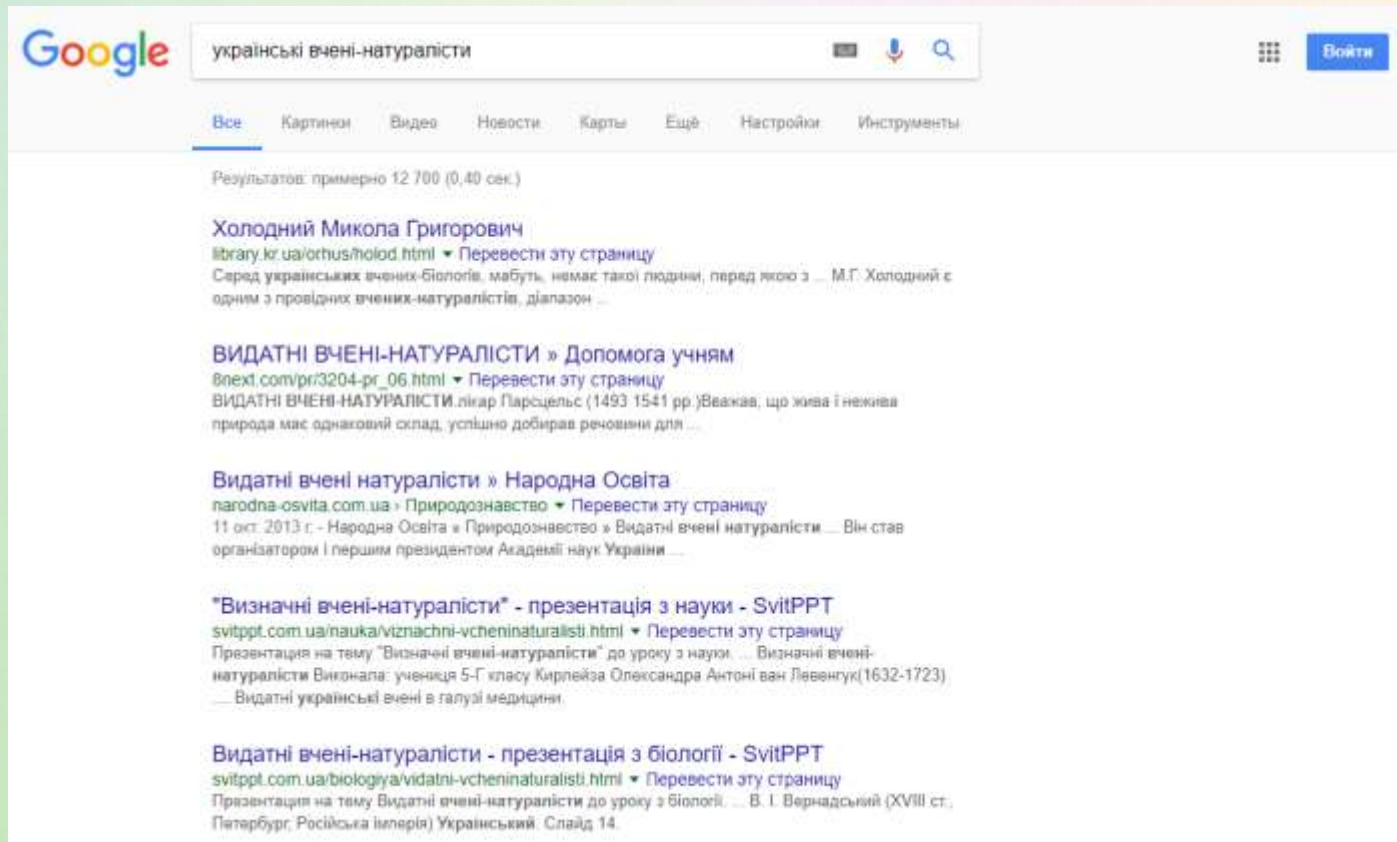 Google
українські вчені-натуралісти
Войти
Все Картинки Видео Новости Карты Ещё Настройки Инструменты
Результатов: примерно 12 700 (0,40 сек.)
Холодний Микола Григорович
library.kr.ua/orhus/holod.html Перевести эту страницу
Серед українських вчених-біологів, мабуть, немає такої людини, перед якою з ... М.Г. Холодний є
одним з провідних вчених-натуралістів, діапазон ...
ВИДАТНІ ВЧЕНІ-НАТУРАЛІСТИ » Допомога учням
8next.com/pr/3204-pr_06.html Перевести эту страницу
ВИДАТНІ ВЧЕНІ-НАТУРАЛІСТИ.лікар Парсцельс (1493 1541 рр.)Вважав, що жива і нежива
природа має однаковий склад, успішно добирав речовини для ...
Видатні вчені натуралісти » Народна Освіта
narodna-osvita.com.ua › Природознавство Перевести эту страницу
11 окт. 2013 г. - Народна Освіта » Природознавство » Видатні вчені натуралісти ... Він став
організатором і першим президентом Академії наук України ...
"Визначні вчені-натуралісти" - презентація з науки - SvitPPT
svitppt.com.ua/nauka/viznachni-vcheninaturalisti.html Перевести эту страницу
Презентация на тему "Визначні вчені-натуралісти" до уроку з науки. ... Визначні вчені-
натуралісти Виконала: учениця 5-Г класу Кирлейза Олександра Антоні ван Левенгук(1632-1723)
.... Видатні українські вчені в галузі медицини.
Видатні вчені-натуралісти - презентація з біології - SvitPPT
svitppt.com.ua/biologiya/vidatni-vcheninaturalisti.html Перевести эту страницу
Презентация на тему Видатні вчені-натуралісти до уроку з біології. ... В. І. Вернадський (XVIII ст.,
Петербург, Російська імперія) Український. Слайд 14.